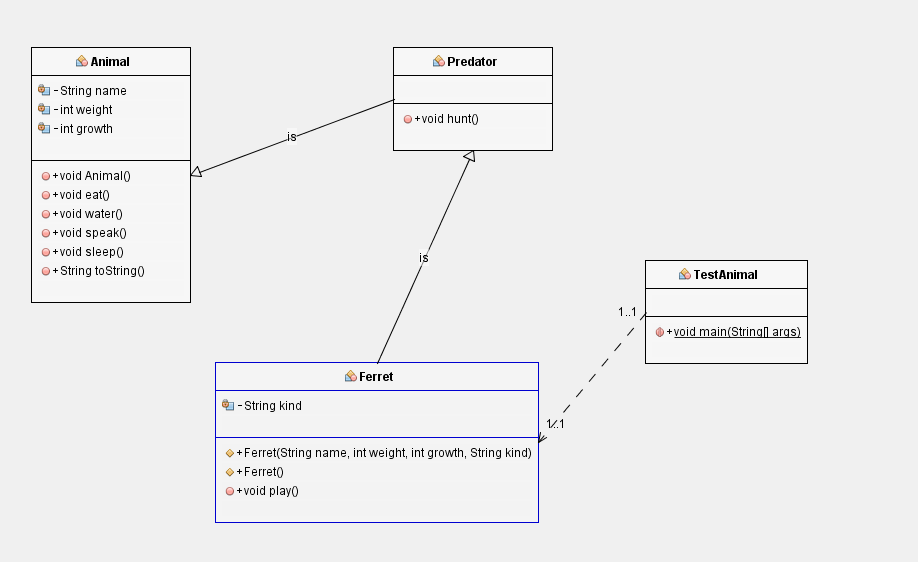 Animal
-String name
-int weight
-int growth
+void Animal()
+void eat()
+void water()
+void speak()
+void sleep()
+String toString()
is
Predator
+void hunt()
is
Ferret
-String kind
+Ferret(String name, int weight, int growth, String kind)
+Ferret()
+void play()
1..1
1..1
TestAnimal
+void main(String[] args)